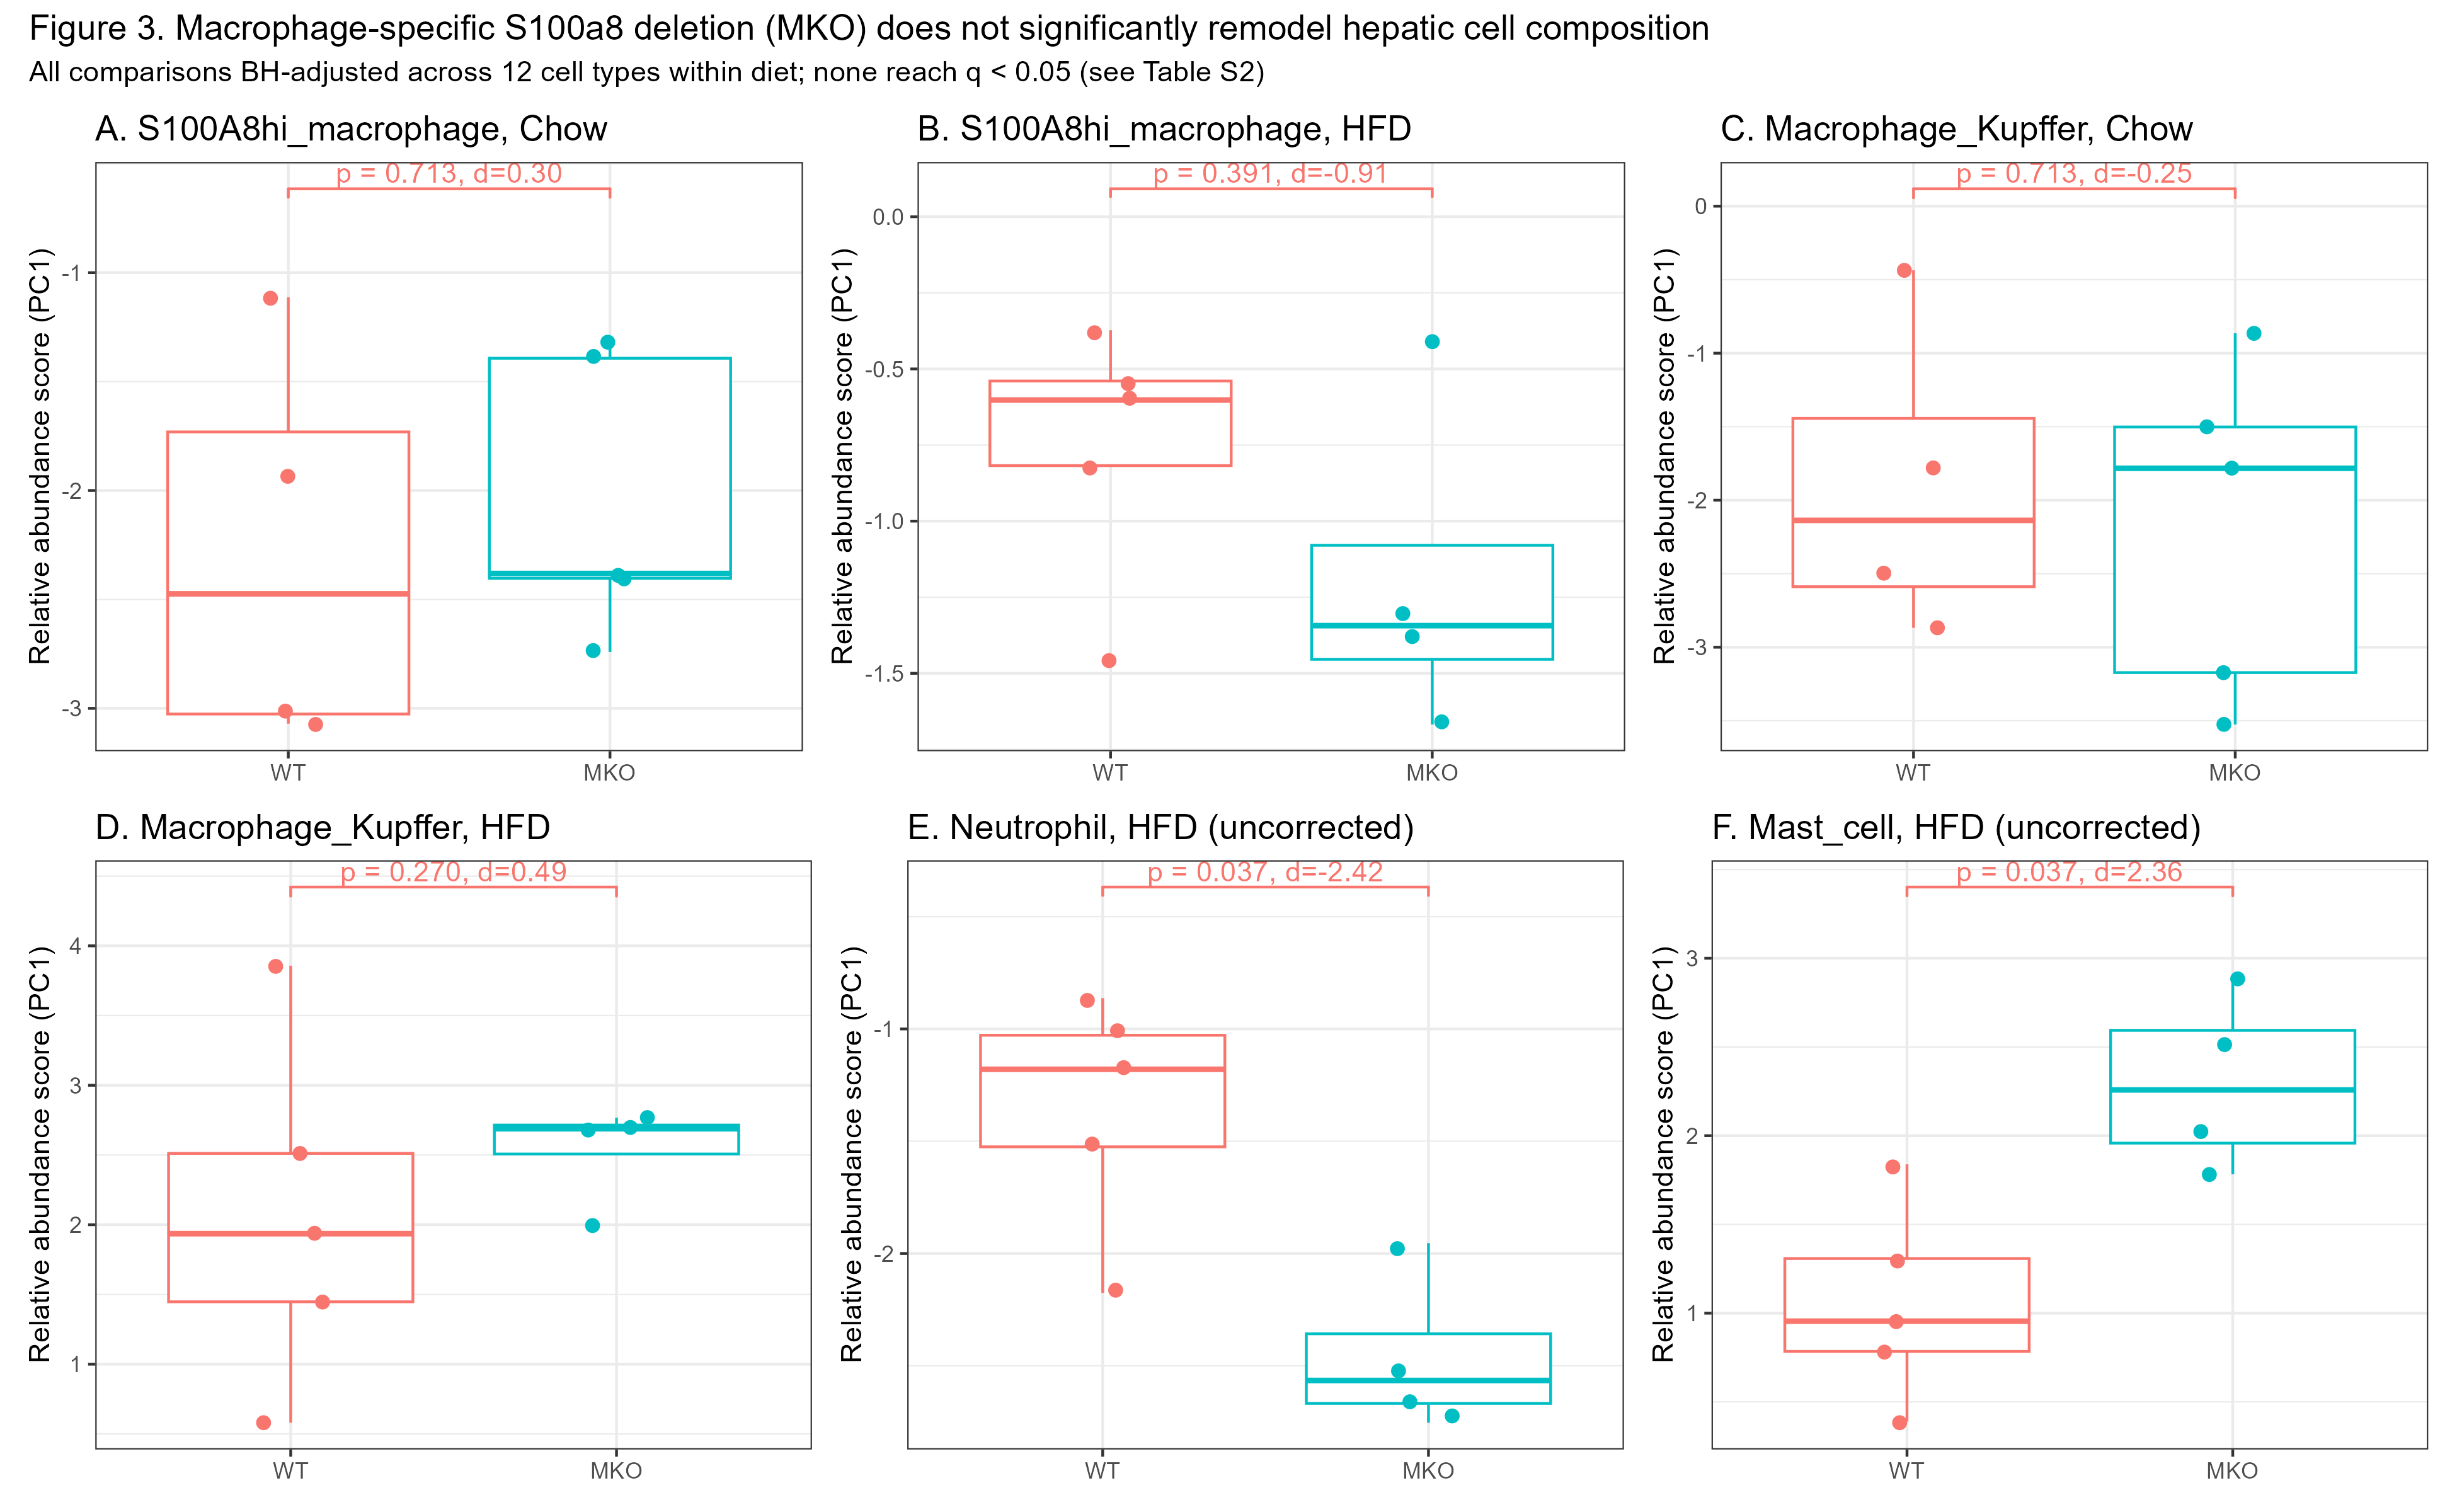 Figure 3. Macrophage-specific S100a8 deletion (MKO) does not significantly remodel hepatic cell composition
All comparisons BH-adjusted across 12 cell types within diet; none reach q < 0.05 (see Table S2)
A. S100A8hi_macrophage, Chow
p = 0.713, d=0.30
Relative abundance score (PC1)
-1
-2
-3
WT
MKO
B. S100A8hi_macrophage, HFD
p = 0.391, d=-0.91
Relative abundance score (PC1)
0.0
-0.5
-1.0
-1.5
WT
MKO
C. Macrophage_Kupffer, Chow
p = 0.713, d=-0.25
Relative abundance score (PC1)
0
-1
-2
-3
WT
MKO
D. Macrophage_Kupffer, HFD
p = 0.270, d=0.49
Relative abundance score (PC1)
4
3
2
1
WT
MKO
E. Neutrophil, HFD (uncorrected)
p = 0.037, d=-2.42
Relative abundance score (PC1)
-1
-2
WT
MKO
F. Mast_cell, HFD (uncorrected)
p = 0.037, d=2.36
Relative abundance score (PC1)
3
2
1
WT
MKO